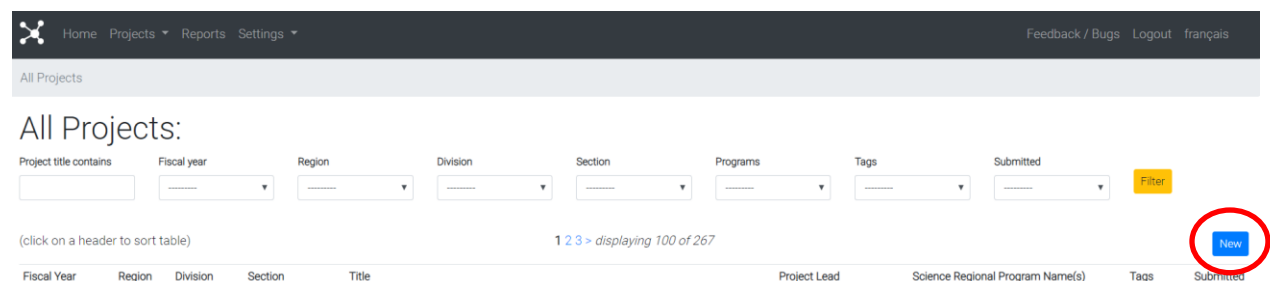 Home Projects Reports Settings Feedback / Bugs Logout français
All Projects
All Projects:
Project title contains Fiscal year Region Division Section Programs Tags Submitted
--------- --------- --------- --------- --------- --------- --------- Filter
(click on a header to sort table) 1 2 3 > displaying 100 of 267 New
Fiscal Year Region Division Section Title Project Lead Science Regional Program Name(s) Tags Submitted